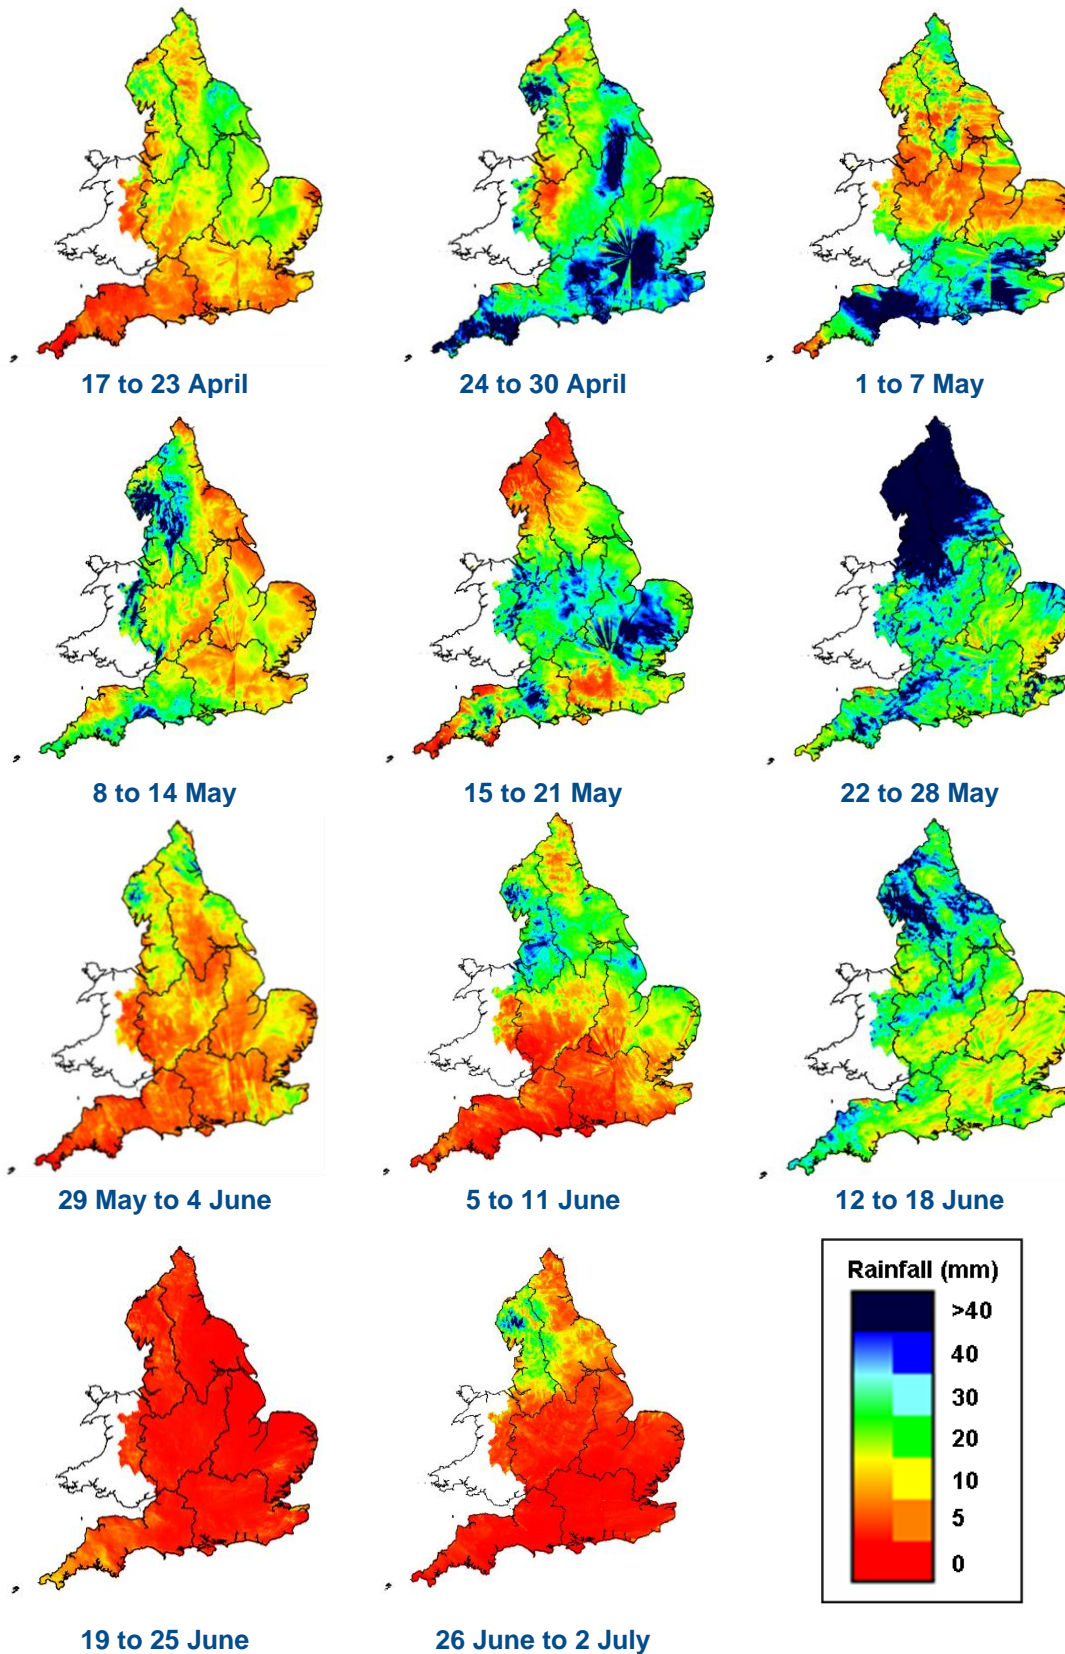 17 to 23 April
24 to 30 April
1 to 7 May
8 to 14 May
15 to 21 May
22 to 28 May
29 May to 4 June
5 to 11 June
12 to 18 June
19 to 25 June
26 June to 2 July
Rainfall (mm)
>40
40
30
20
10
5
0